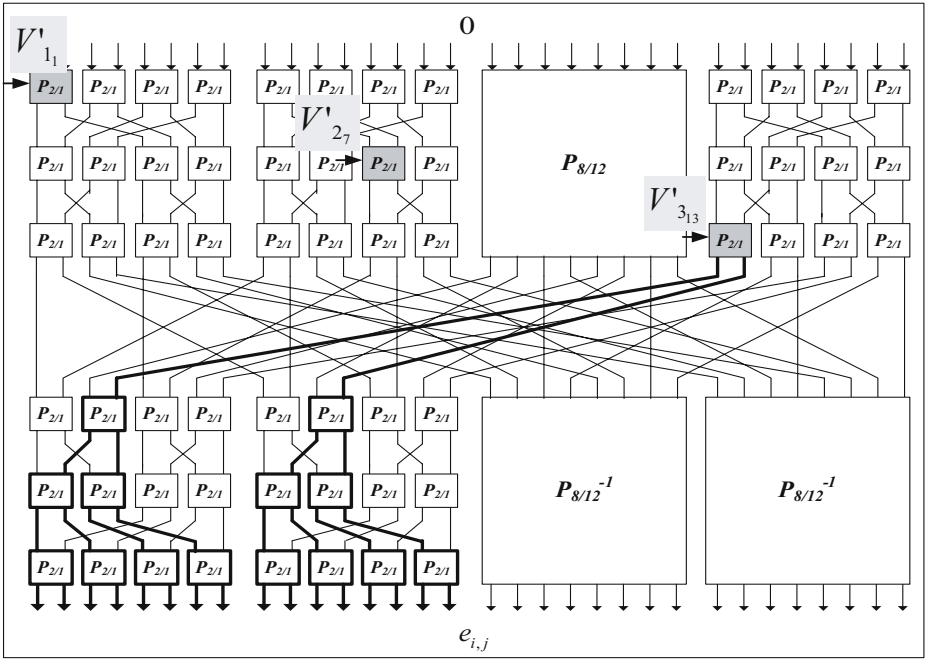 0
V'1₁
P2/1 P2/1 P2/1 P2/1 P2/1 P2/1 P2/1 P2/1 P2/1 P2/1 P2/1 P2/1
V'2₇
P2/1 P2/1 P2/1 P2/1 P2/1 P2/1 P2/1 P2/1 P8/12 P2/1 P2/1 P2/1 P2/1
V'3₁₃
P2/1 P2/1 P2/1 P2/1 P2/1 P2/1 P2/1 P2/1 P2/1 P2/1 P2/1 P2/1
P2/1 P2/1 P2/1 P2/1 P2/1 P2/1 P2/1 P2/1
P2/1 P2/1 P2/1 P2/1 P2/1 P2/1 P2/1 P2/1 P8/12-1 P8/12-1
P2/1 P2/1 P2/1 P2/1 P2/1 P2/1 P2/1 P2/1
ei,j